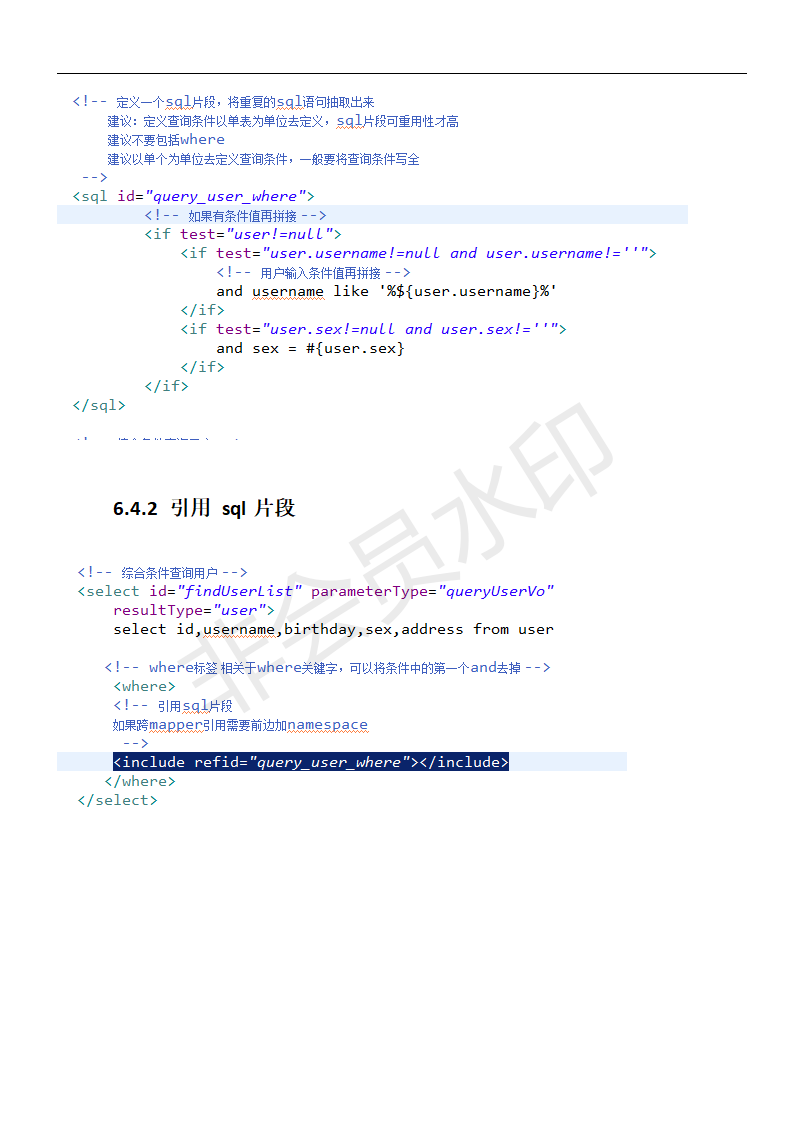 <!-- 定义一个sql片段，将重复的sql语句抽取出来
建议：定义查询条件以单表为单位去定义，sql片段可重用性才高
建议不要包括where
建议以单个为单位去定义查询条件，一般要将查询条件写全
-->
<sql id="query_user_where">
<!-- 如果有条件值再拼接 -->
<if test="user!=null">
<if test="user.username!=null and user.username!=''">
<!-- 用户输入条件值再拼接 -->
and username like '%${user.username}%'
</if>
<if test="user.sex!=null and user.sex!=''">
and sex = #{user.sex}
</if>
</if>
</sql>
6.4.2 引用 sql 片段
<!-- 综合条件查询用户 -->
<select id="findUserList" parameterType="queryUserVo"
resultType="user">
select id,username,birthday,sex,address from user
<!-- where标签 相关于where关键字，可以将条件中的第一个and去掉 -->
<where>
<!-- 引用sql片段
如果跨mapper引用需要前边加namespace
-->
<include refid="query_user_where"></include>
</where>
</select>
非会员水印